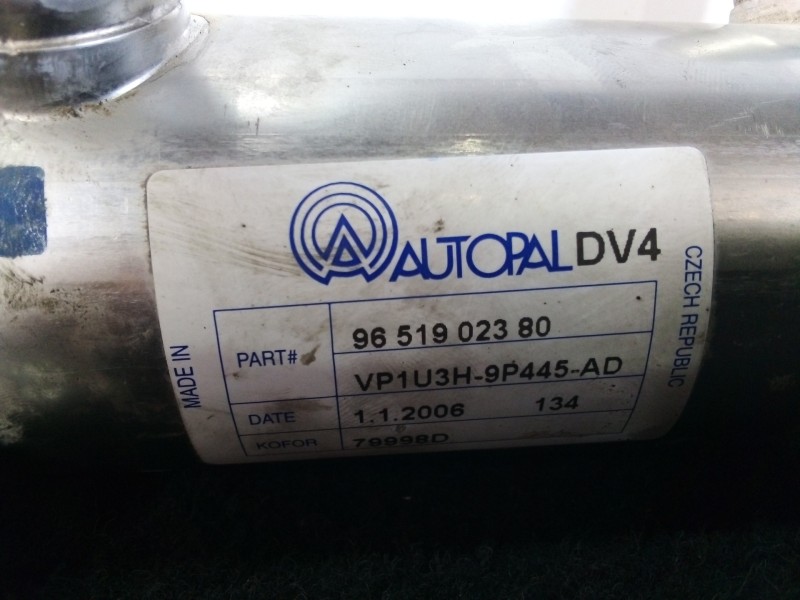 AUTOPAL DV4
MADE IN
CZECH REPUBLIC
PART# 96 519 023 80
VP1U3H-9P445-AD
DATE 1.1.2006 134
KOFOR 79998D